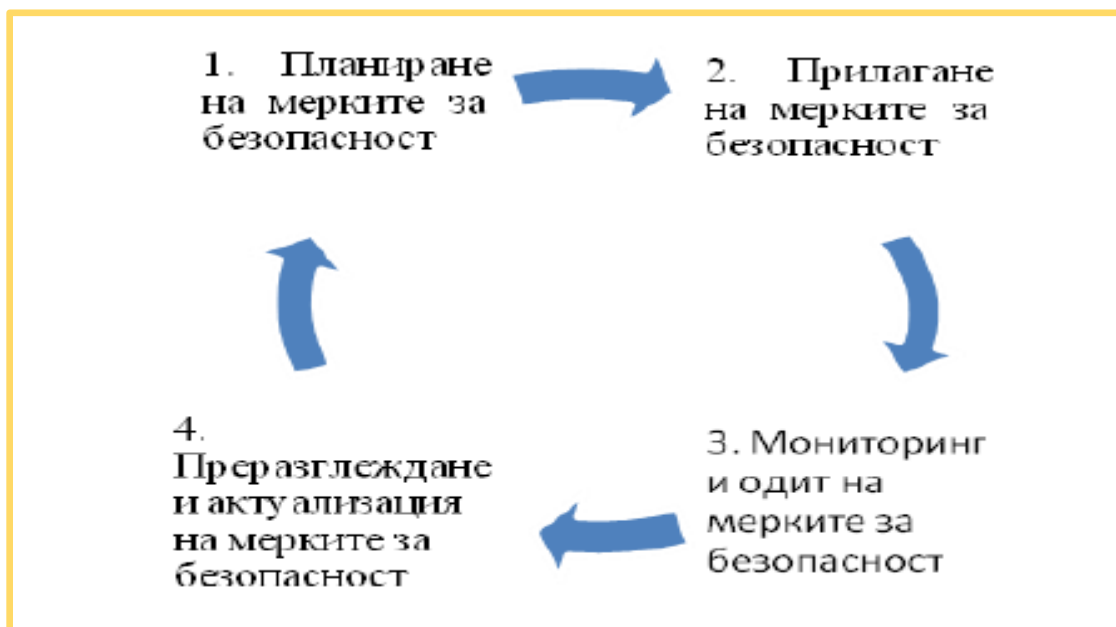 1. Планиране
на мерките за
безопасност
2. Прилагане
на мерките за
безопасност
3. Мониторинг
и одит на
мерките за
безопасност
4.
Преразглеждане
и актуализация
на мерките за
безопасност